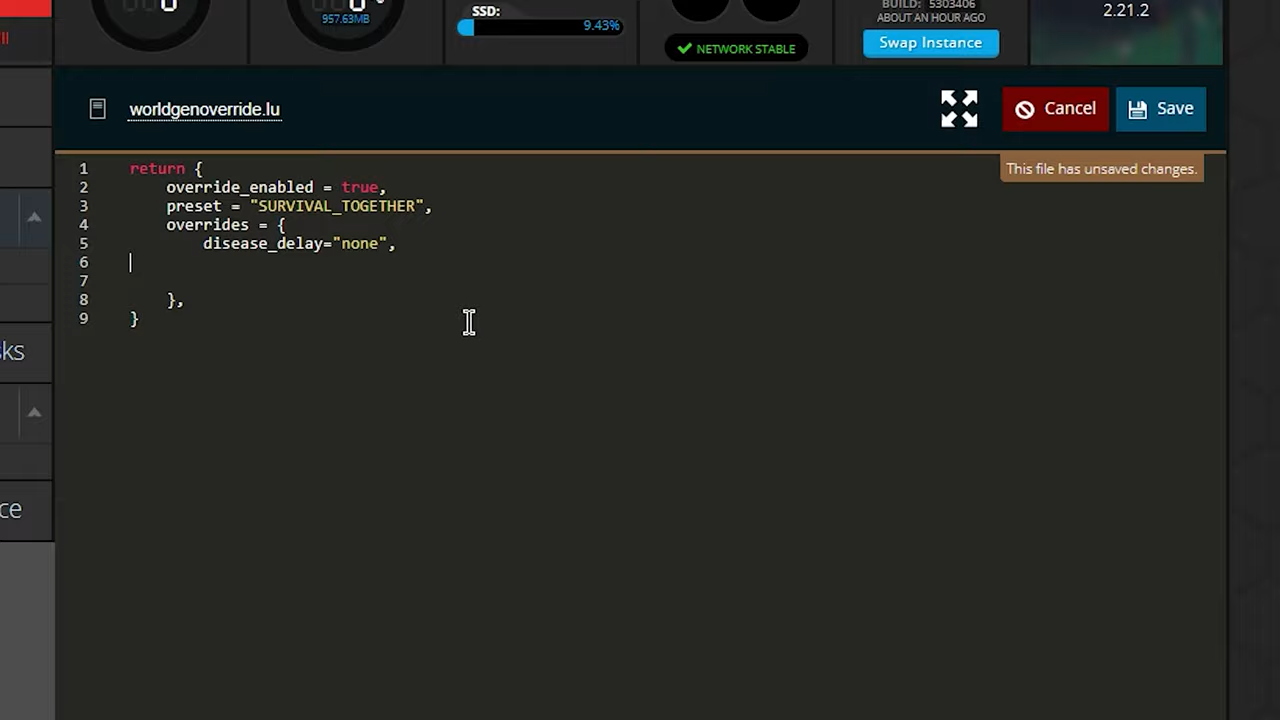 957.63MB
SSD:
9.43%
NETWORK STABLE
BUILD: 5303406
ABOUT AN HOUR AGO
Swap Instance
2.21.2
worldgenoverride.lu
Cancel
Save
This file has unsaved changes.
1 return {
2 override_enabled = true,
3 preset = "SURVIVAL_TOGETHER",
4 overrides = {
5 disease_delay="none",
6
7
8 },
9 }
sks
ce